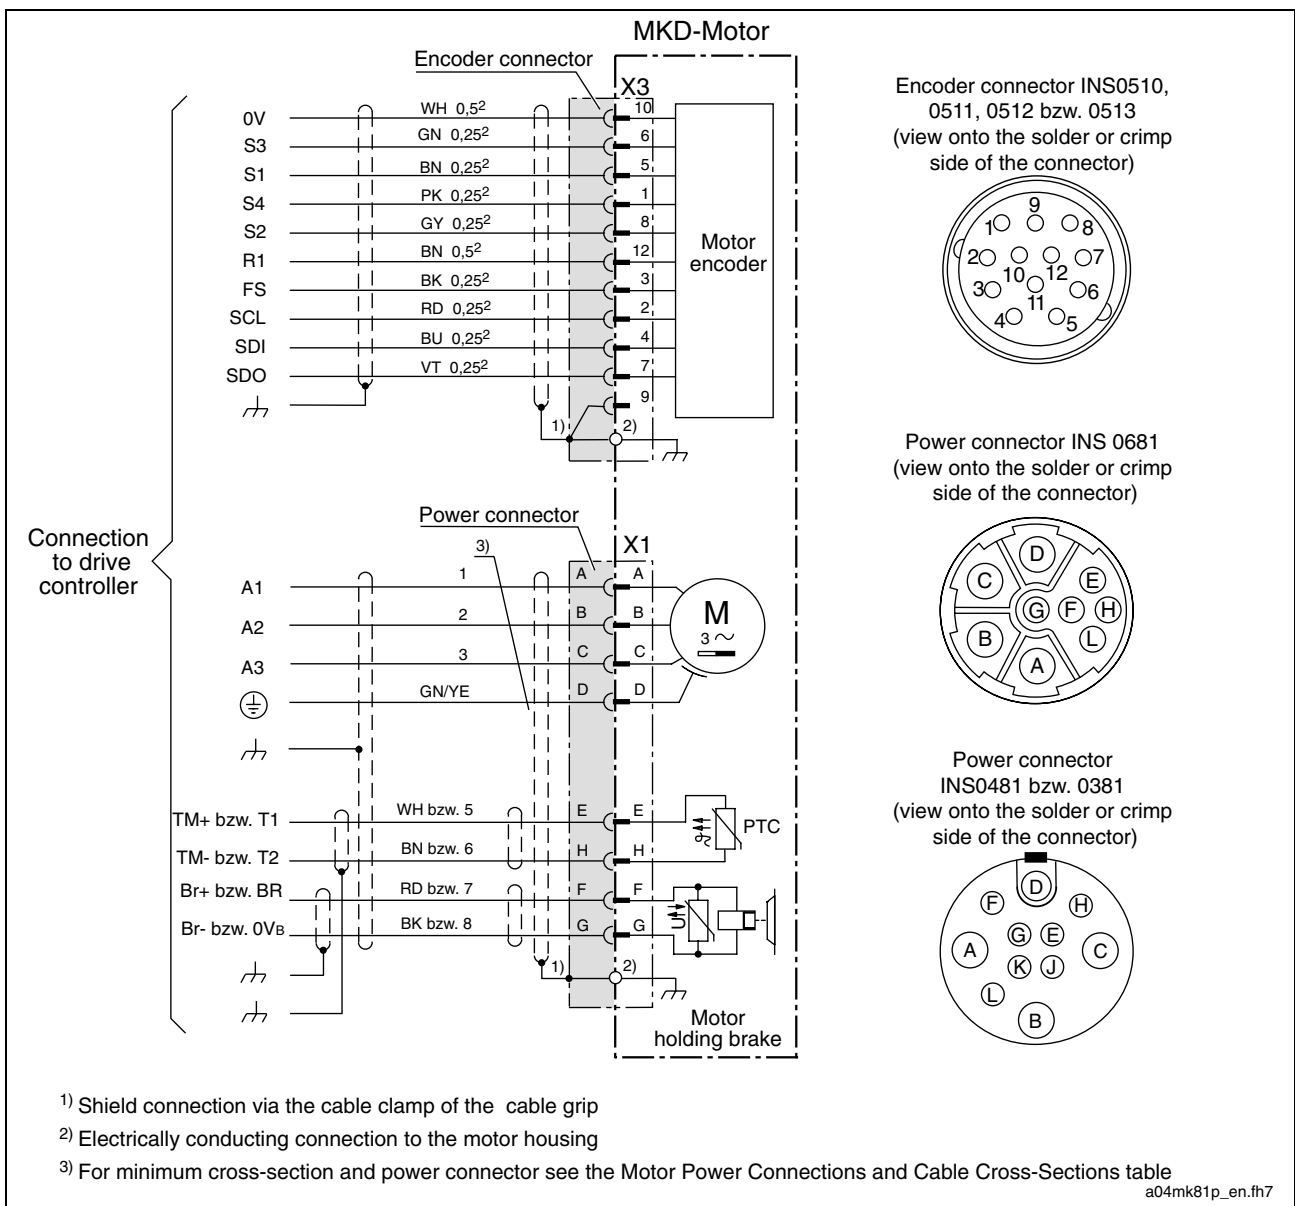 MKD-Motor
Encoder connector
X3
0V WH 0,5² 10
S3 GN 0,25² 6
S1 BN 0,25² 5
S4 PK 0,25² 1
S2 GY 0,25² 8
R1 BN 0,5² 12
FS BK 0,25² 3
SCL RD 0,25² 2
SDI BU 0,25² 4
SDO VT 0,25² 7
9
1) 2)
Motor
encoder
Connection
to drive
controller
Power connector
3)
X1
A1 1 A A
A2 2 B B
A3 3 C C
GN/YE D D
M
3
TM+ bzw. T1 WH bzw. 5 E E
TM- bzw. T2 BN bzw. 6 H H
PTC
ϑ
Br+ bzw. BR RD bzw. 7 F F
Br- bzw. 0VB BK bzw. 8 G G
U
1) 2)
Motor
holding brake
Encoder connector INS0510,
0511, 0512 bzw. 0513
(view onto the solder or crimp
side of the connector)
9
1 8
2 10 12 7
3 11 6
4 5
Power connector INS 0681
(view onto the solder or crimp
side of the connector)
D
C E
G F H
B L
A
Power connector
INS0481 bzw. 0381
(view onto the solder or crimp
side of the connector)
D
F H
G E
A C
K J
L
B
1) Shield connection via the cable clamp of the cable grip
2) Electrically conducting connection to the motor housing
3) For minimum cross-section and power connector see the Motor Power Connections and Cable Cross-Sections table
a04mk81p_en.fh7